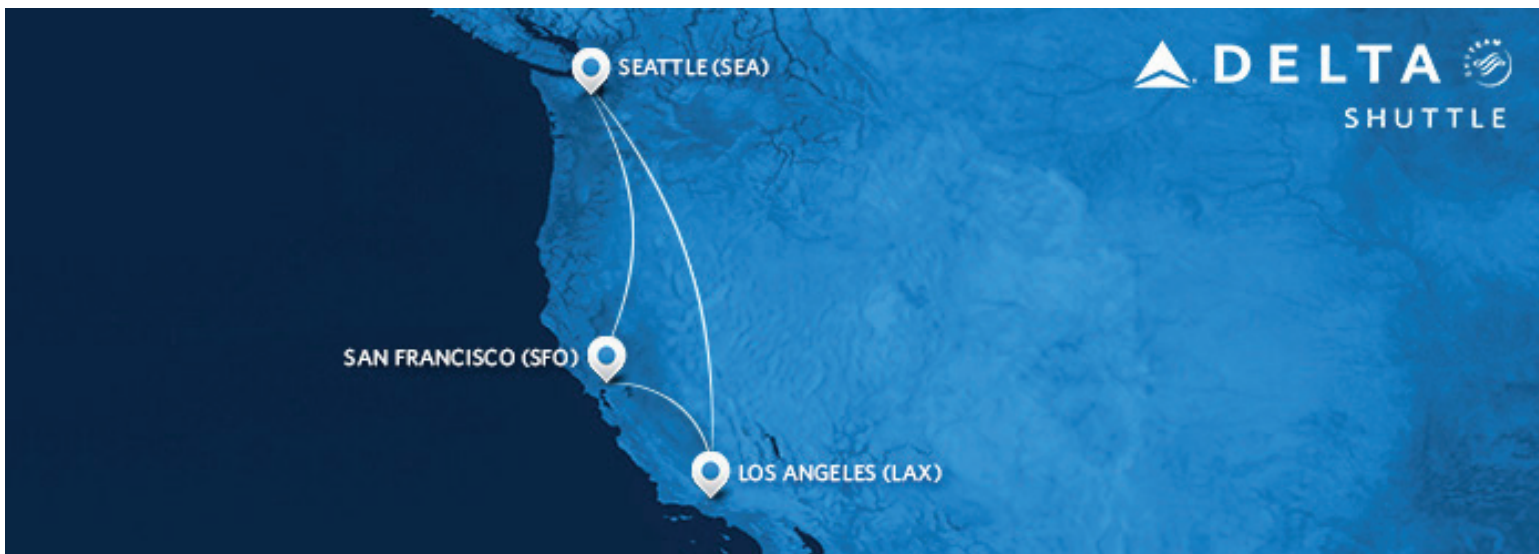 SEATTLE (SEA)
DELTA
SHUTTLE
SAN FRANCISCO (SFO)
LOS ANGELES (LAX)